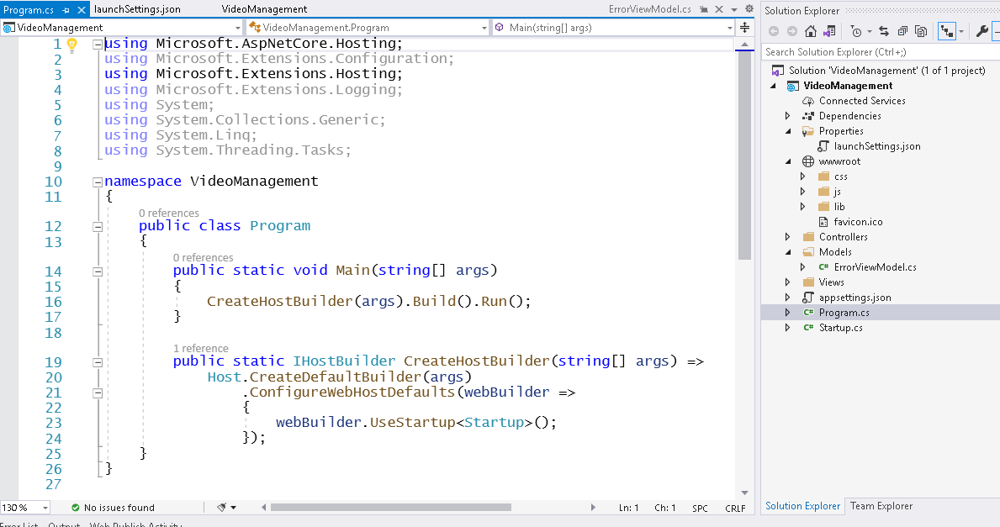 Program.cs launchSettings.json VideoManagement ErrorViewModel.cs
VideoManagement VideoManagement.Program Main(string[] args)
1 using Microsoft.AspNetCore.Hosting;
2 using Microsoft.Extensions.Configuration;
3 using Microsoft.Extensions.Hosting;
4 using Microsoft.Extensions.Logging;
5 using System;
6 using System.Collections.Generic;
7 using System.Linq;
8 using System.Threading.Tasks;
9
10 namespace VideoManagement
11 {
0 references
12 public class Program
13 {
0 references
14 public static void Main(string[] args)
15 {
16 CreateHostBuilder(args).Build().Run();
17 }
18
1 reference
19 public static IHostBuilder CreateHostBuilder(string[] args) =>
20 Host.CreateDefaultBuilder(args)
21 .ConfigureWebHostDefaults(webBuilder =>
22 {
23 webBuilder.UseStartup<Startup>();
24 });
25 }
26 }
27
130 % No issues found Ln: 1 Ch: 1 SPC CRLF
Error List Output Web Publish Activity
Solution Explorer
Search Solution Explorer (Ctrl+;)
Solution 'VideoManagement' (1 of 1 project)
VideoManagement
Connected Services
Dependencies
Properties
launchSettings.json
wwwroot
css
js
lib
favicon.ico
Controllers
Models
C# ErrorViewModel.cs
Views
appsettings.json
C# Program.cs
C# Startup.cs
Solution Explorer Team Explorer